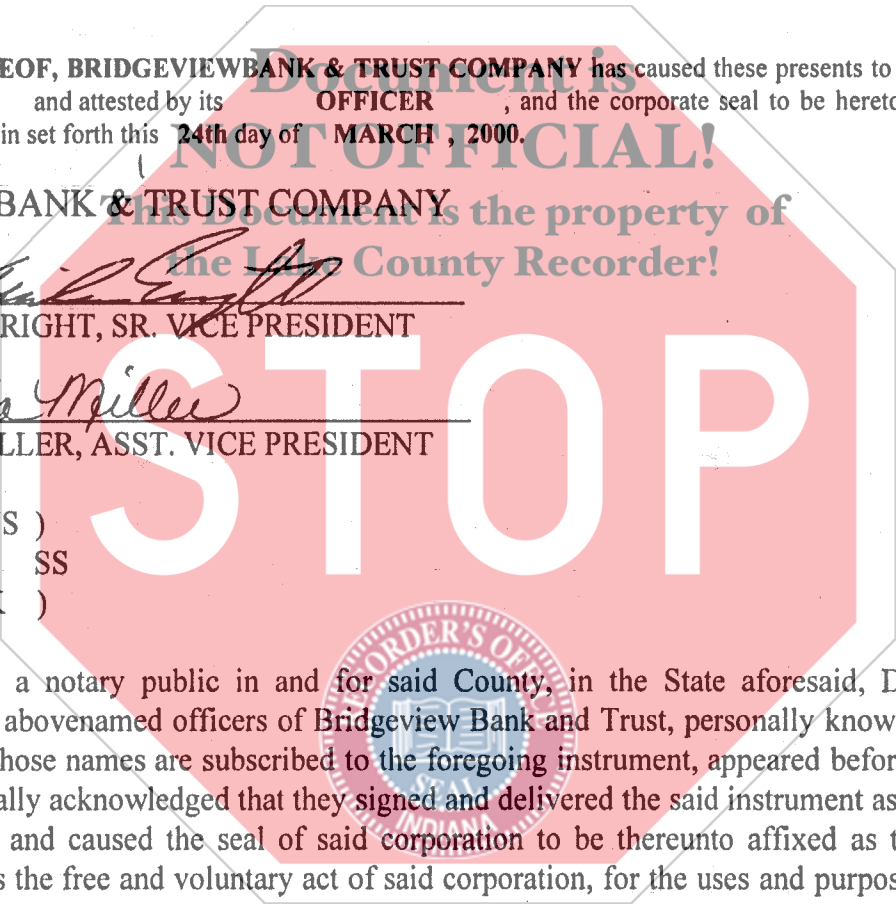 EOF, BRIDGEVIEWBANK & TRUST COMPANY has caused these presents to
and attested by its OFFICER , and the corporate seal to be hereto
in set forth this 24th day of MARCH , 2000.
Document is
NOT OFFICIAL!
This Document is the property of
the Lake County Recorder!
BANK & TRUST COMPANY
RIGHT, SR. VICE PRESIDENT
Miller
LLER, ASST. VICE PRESIDENT
STOP
S )
SS
)
RECORDER'S OFFICE
SEAL
INDIANA
a notary public in and for said County, in the State aforesaid, D
abovenamed officers of Bridgeview Bank and Trust, personally know
hose names are subscribed to the foregoing instrument, appeared befor
ally acknowledged that they signed and delivered the said instrument as
and caused the seal of said corporation to be thereunto affixed as t
s the free and voluntary act of said corporation, for the uses and purpos